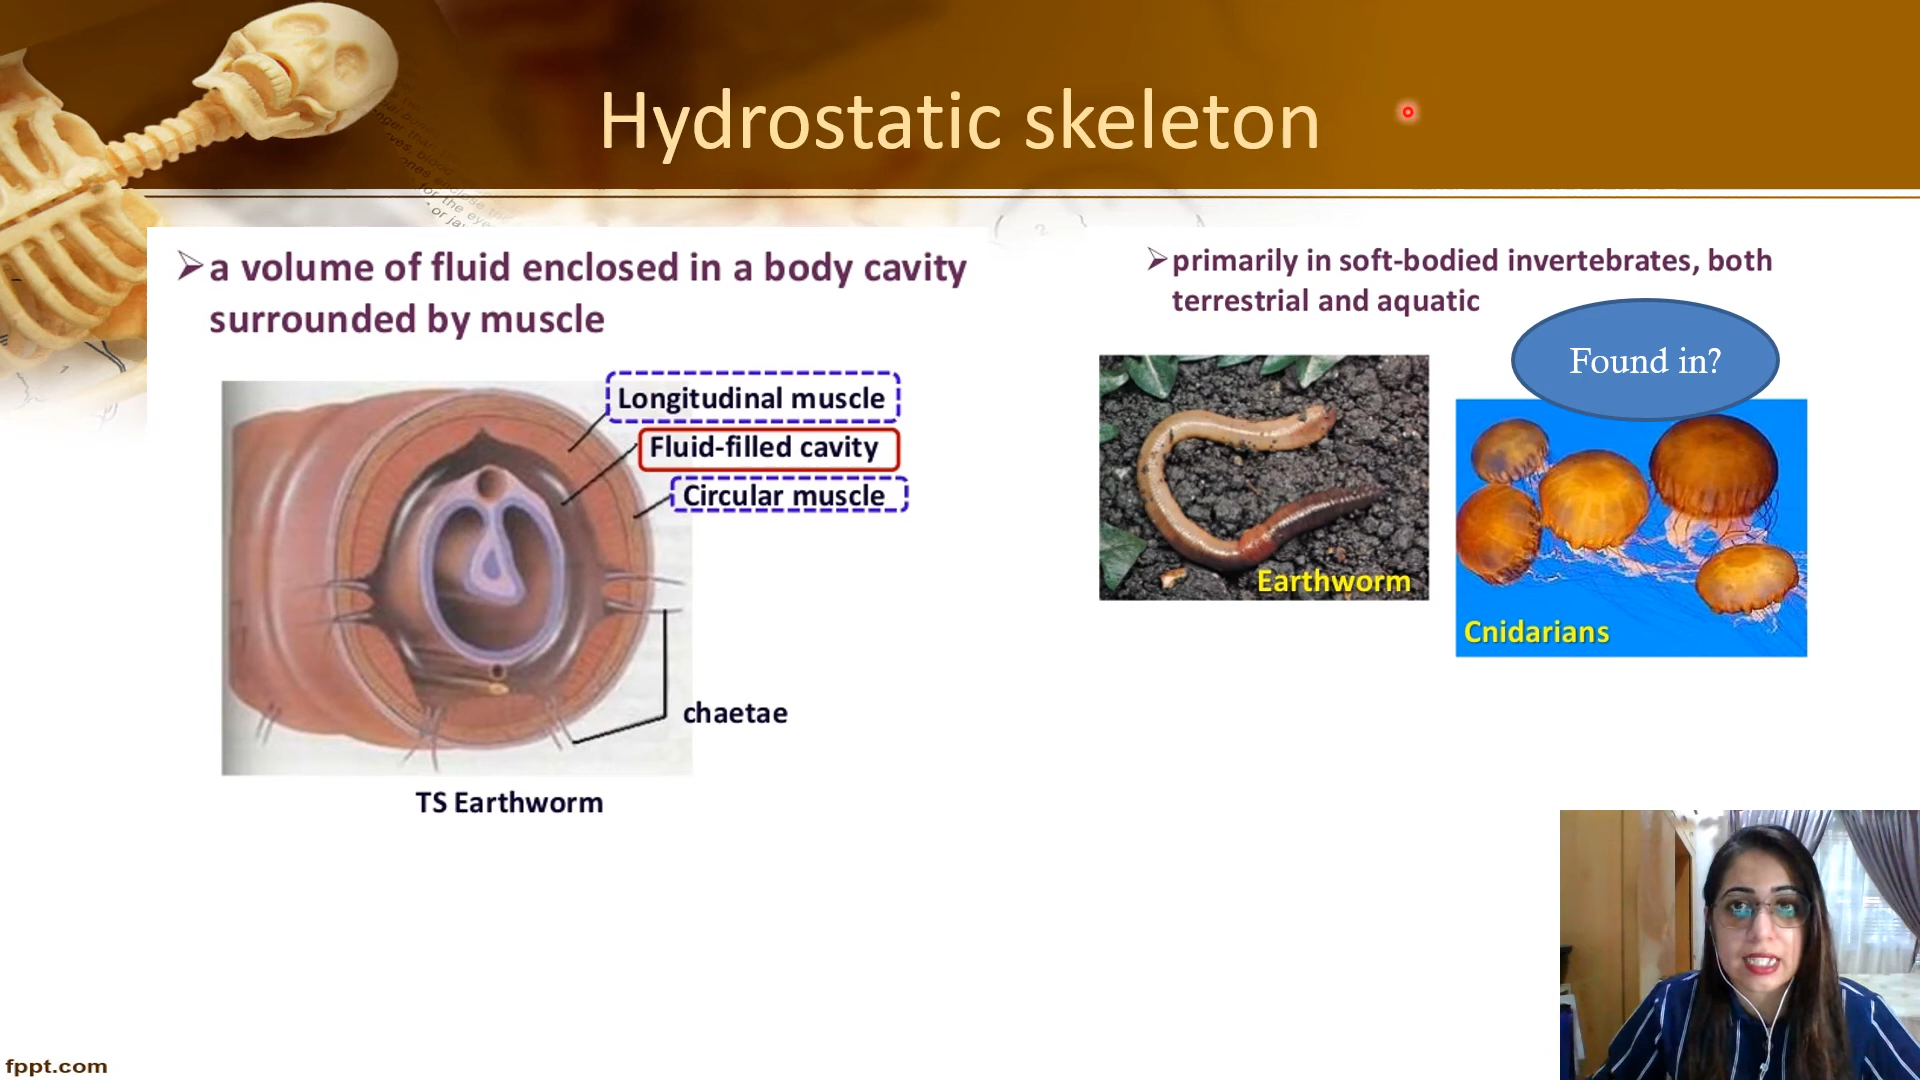 Hydrostatic skeleton
➢a volume of fluid enclosed in a body cavity
surrounded by muscle
Longitudinal muscle
Fluid-filled cavity
Circular muscle
chaetae
TS Earthworm
➢primarily in soft-bodied invertebrates, both
terrestrial and aquatic
Found in?
Earthworm
Cnidarians
fppt.com